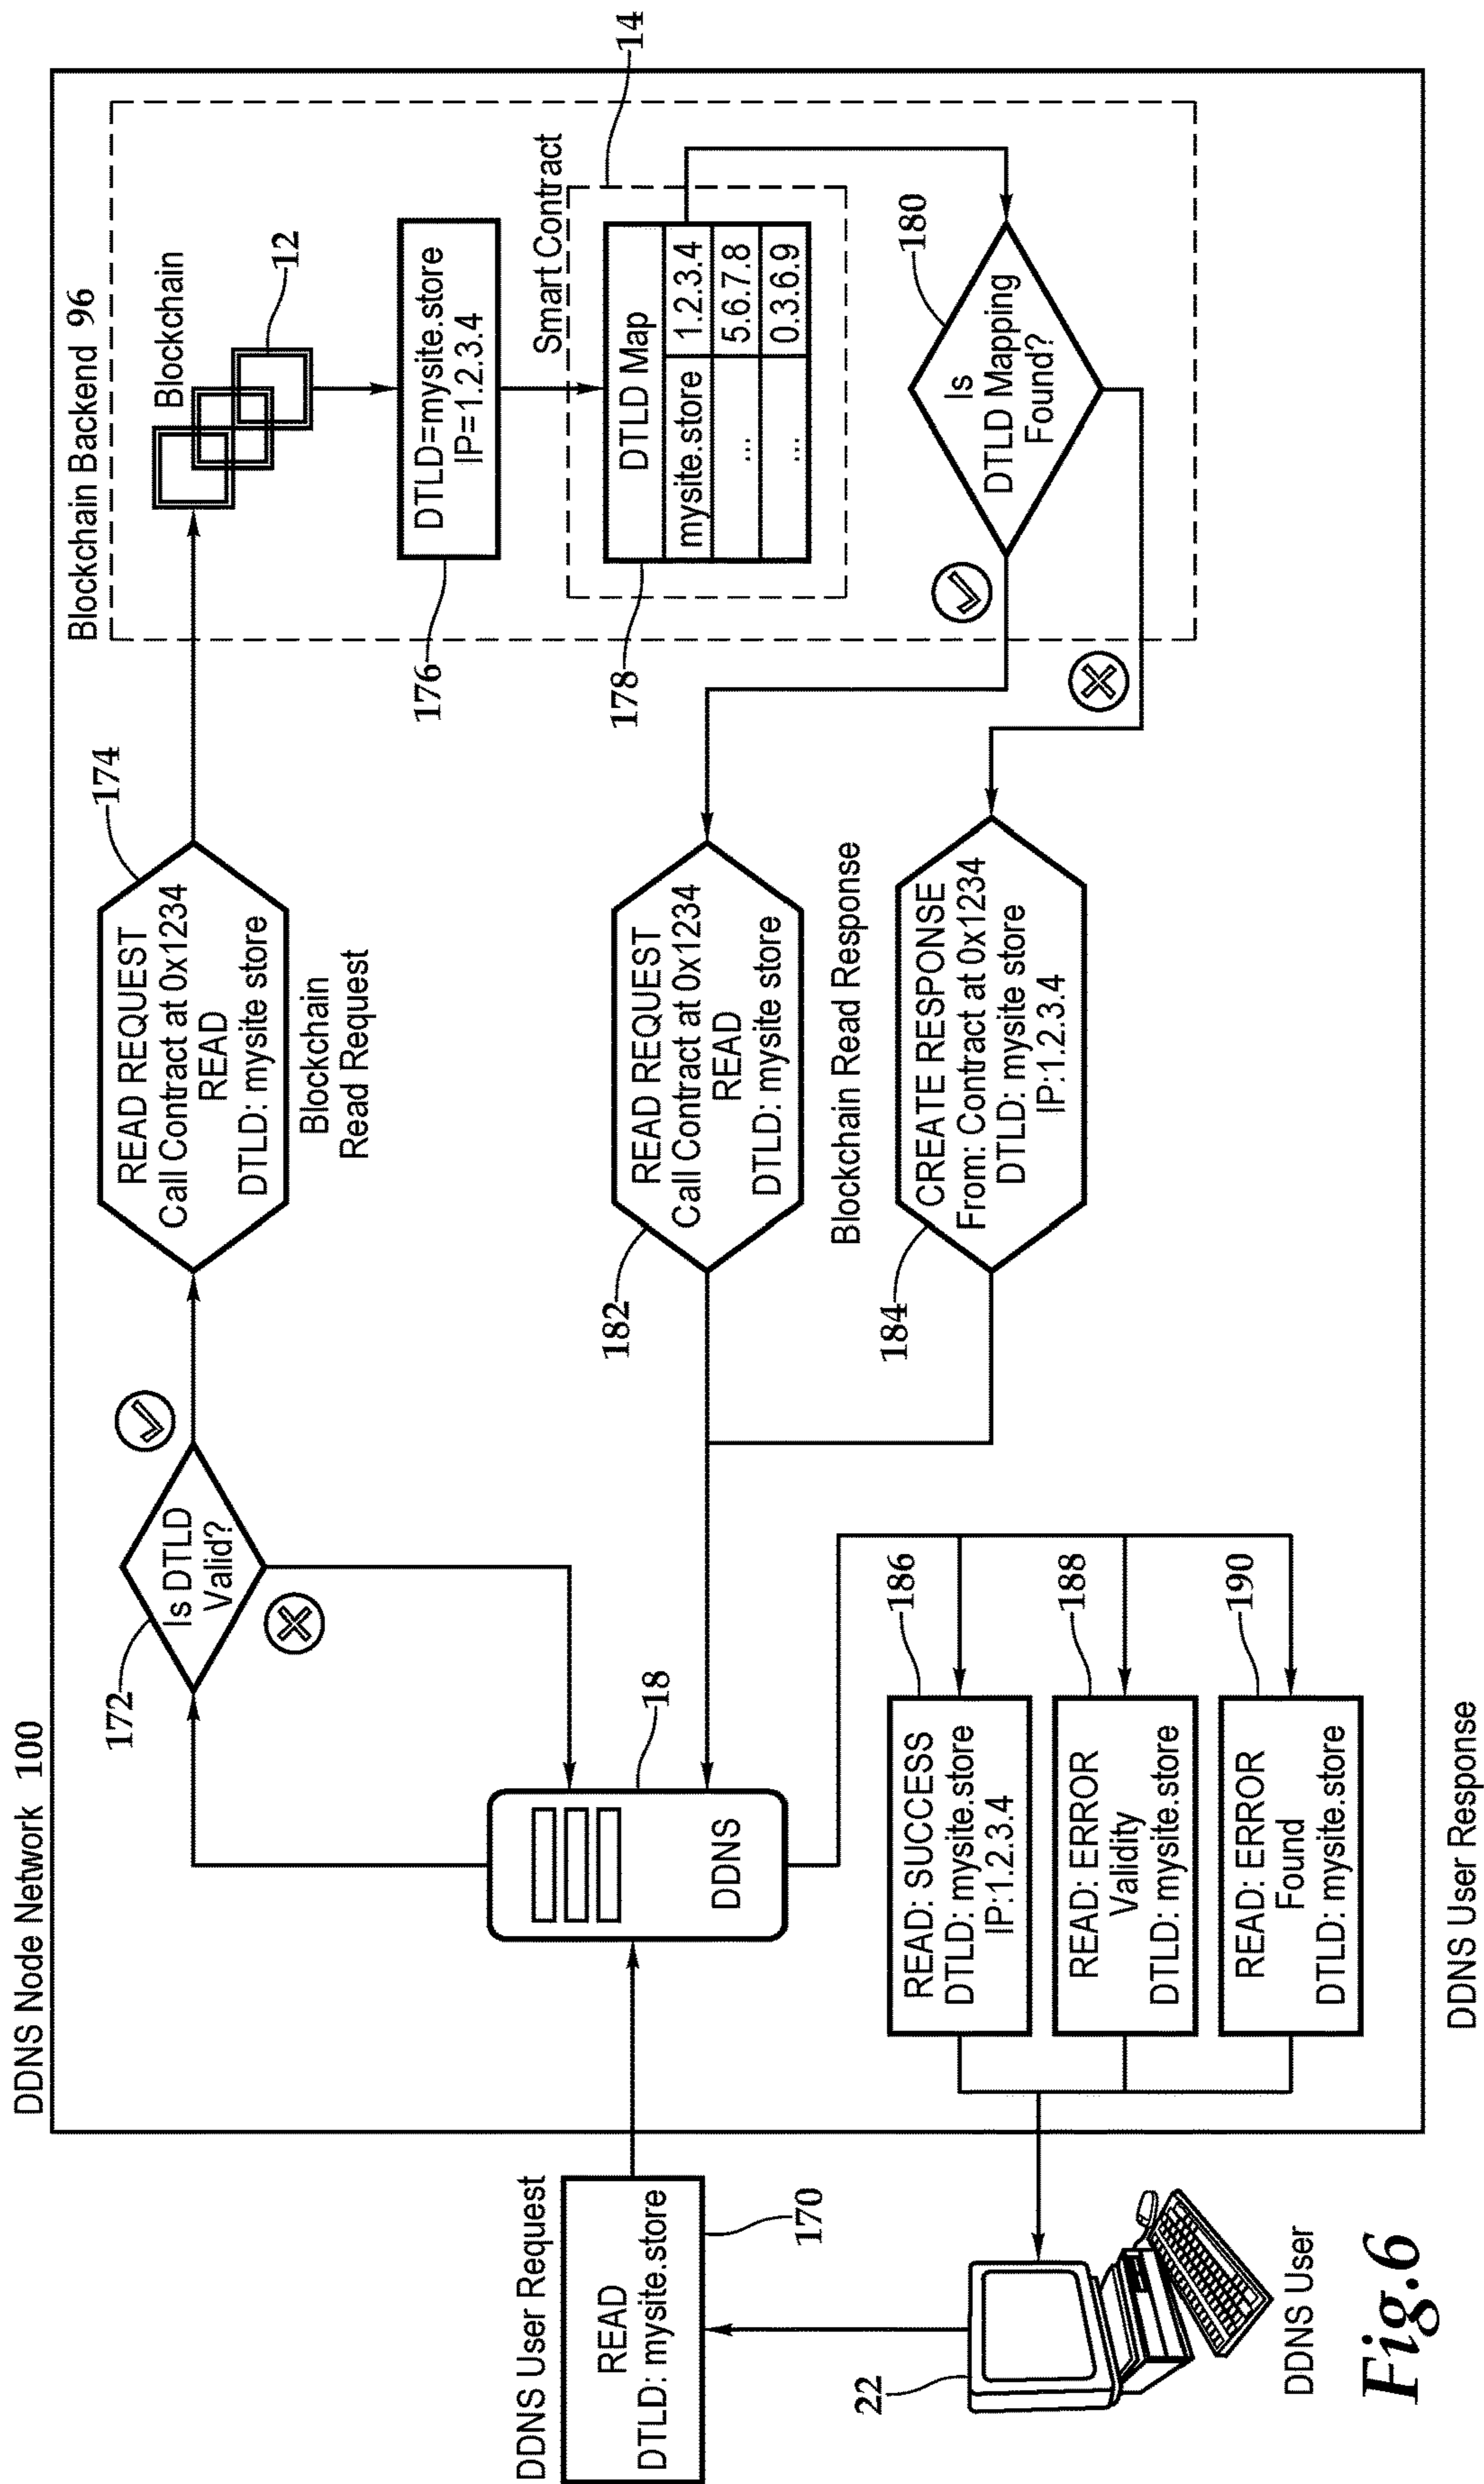 DDNS Node Network 100
Blockchain Backend 96
172
Is DTLD
Valid?
174
READ REQUEST
Call Contract at 0x1234
READ
DTLD: mysite store
Blockchain
Read Request
Blockchain
12
176
DTLD=mysite.store
IP=1.2.3.4
Smart Contract
14
178
DTLD Map
mysite.store 1.2.3.4
... 5.6.7.8
... 0.3.6.9
180
Is
DTLD Mapping
Found?
182
READ REQUEST
Call Contract at 0x1234
READ
DTLD: mysite store
Blockchain Read Response
184
CREATE RESPONSE
From: Contract at 0x1234
DTLD: mysite store
IP:1.2.3.4
18
DDNS
DDNS User Request
READ
DTLD: mysite.store
170
186
READ: SUCCESS
DTLD: mysite.store
IP:1.2.3.4
188
READ: ERROR
Validity
DTLD: mysite.store
190
READ: ERROR
Found
DTLD: mysite.store
22
DDNS User
DDNS User Response
Fig.6